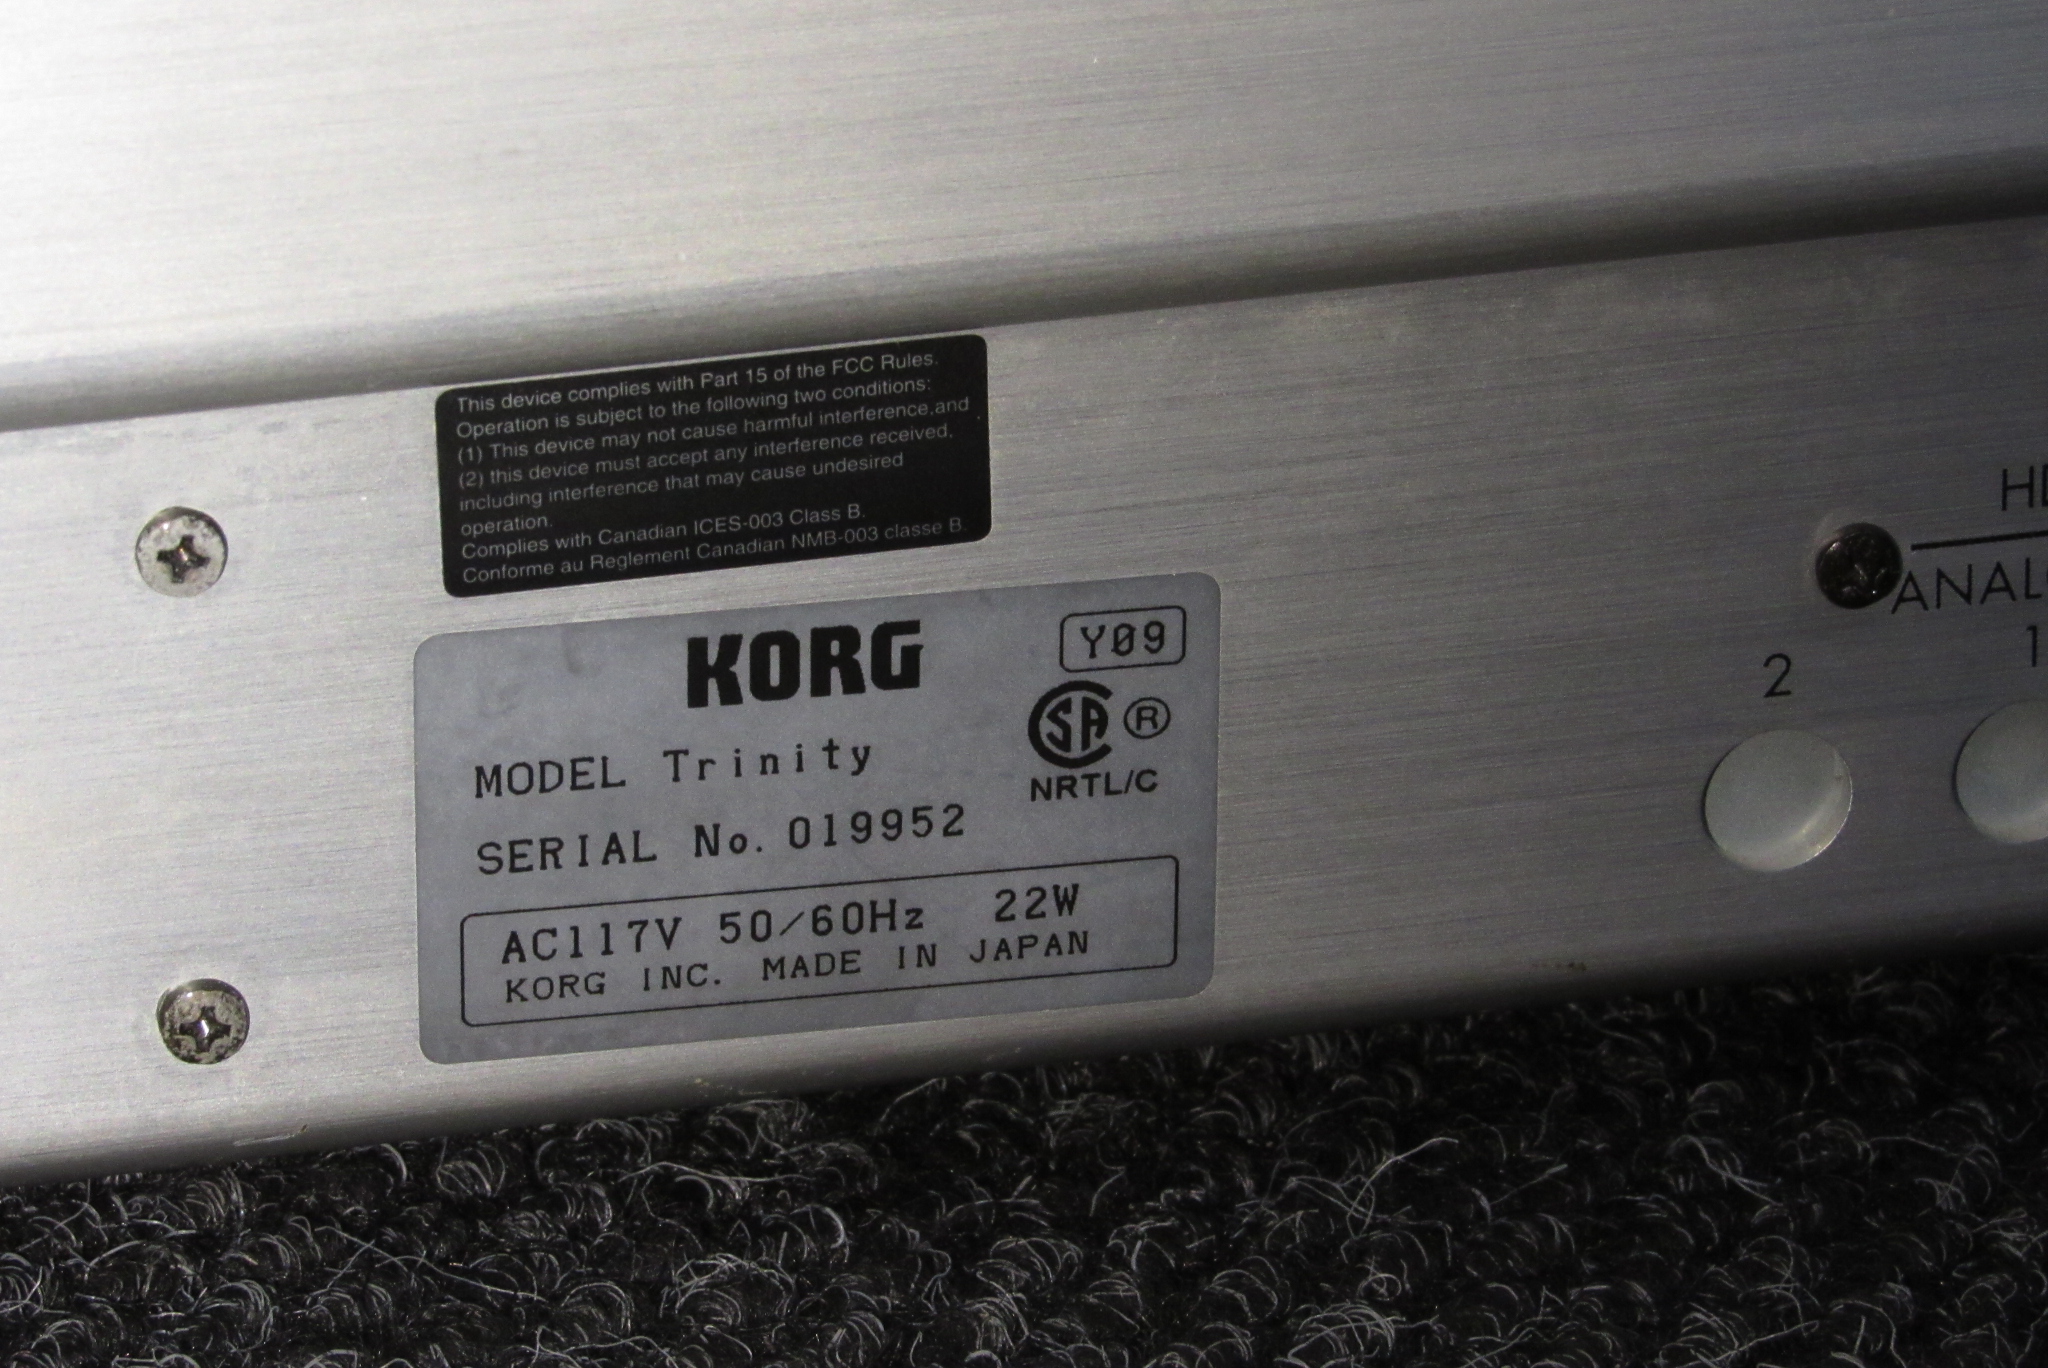 This device complies with Part 15 of the FCC Rules.
Operation is subject to the following two conditions:
(1) This device may not cause harmful interference,and
(2) this device must accept any interference received,
including interference that may cause undesired
operation.
Complies with Canadian ICES-003 Class B.
Conforme au Reglement Canadian NMB-003 classe B.
KORG
Y09
SA ®
NRTL/C
MODEL Trinity
SERIAL No. 019952
AC117V 50/60Hz 22W
KORG INC. MADE IN JAPAN
2
1